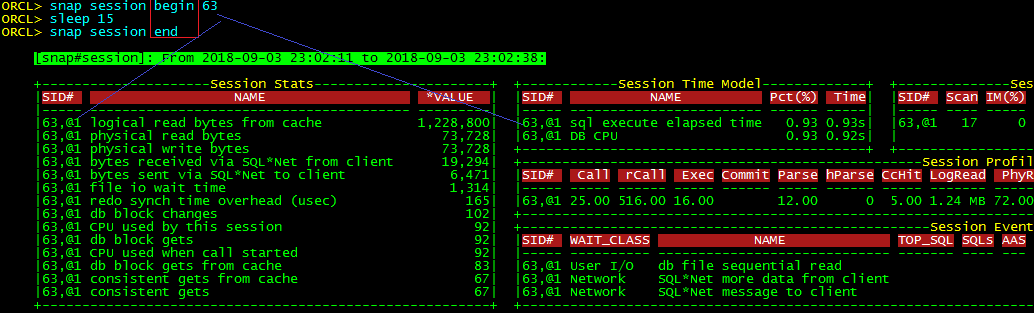 ORCL> snap session begin 63
ORCL> sleep 15
ORCL> snap session end
[snap#session]: From 2018-09-03 23:02:11 to 2018-09-03 23:02:38:
Session Stats
SID# NAME *VALUE
63,@1 logical read bytes from cache 1,228,800
63,@1 physical read bytes 73,728
63,@1 physical write bytes 73,728
63,@1 bytes received via SQL*Net from client 19,294
63,@1 bytes sent via SQL*Net to client 6,471
63,@1 file io wait time 1,314
63,@1 redo synch time overhead (usec) 165
63,@1 db block changes 102
63,@1 CPU used by this session 92
63,@1 db block gets 92
63,@1 CPU used when call started 92
63,@1 db block gets from cache 83
63,@1 consistent gets from cache 67
63,@1 consistent gets 67
Session Time Model
SID# NAME Pct(%) Time
63,@1 sql execute elapsed time 0.93 0.93s
63,@1 DB CPU 0.93 0.92s
Ses
SID# Scan IM(%)
63,@1 17 0
Session Profil
SID# Call rCall Exec Commit Parse hParse CcHit LogRead PhyR
63,@1 25.00 516.00 16.00 12.00 0 5.00 1.24 MB 72.00
Session Event
SID# WAIT_CLASS NAME TOP_SQL SQLs AAS
63,@1 User I/O db file sequential read
63,@1 Network SQL*Net more data from client
63,@1 Network SQL*Net message to client